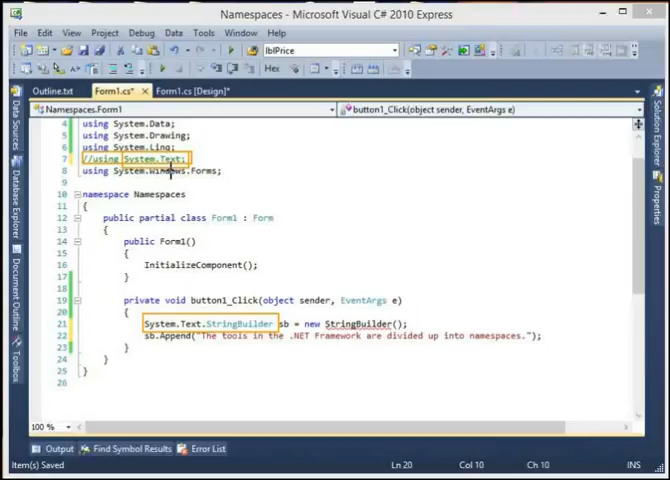 Namespaces - Microsoft Visual C# 2010 Express
File Edit View Project Debug Data Tools Window Help
lblPrice
Hex
Outline.txt Form1.cs* Form1.cs [Design]*
Namespaces.Form1 button1_Click(object sender, EventArgs e)
4 using System.Data;
5 using System.Drawing;
6 using System.Linq;
7 //using System.Text;
8 using System.Windows.Forms;
9
10 namespace Namespaces
11 {
12 public partial class Form1 : Form
13 {
14 public Form1()
15 {
16 InitializeComponent();
17 }
18
19 private void button1_Click(object sender, EventArgs e)
20 {
21 System.Text.StringBuilder sb = new StringBuilder();
22 sb.Append("The tools in the .NET Framework are divided up into namespaces.");
23 }
24 }
25 }
26
100 %
Data Sources
Database Explorer
Document Outline
Toolbox
Solution Explorer
Properties
Output Find Symbol Results Error List
Item(s) Saved Ln 20 Col 10 Ch 10